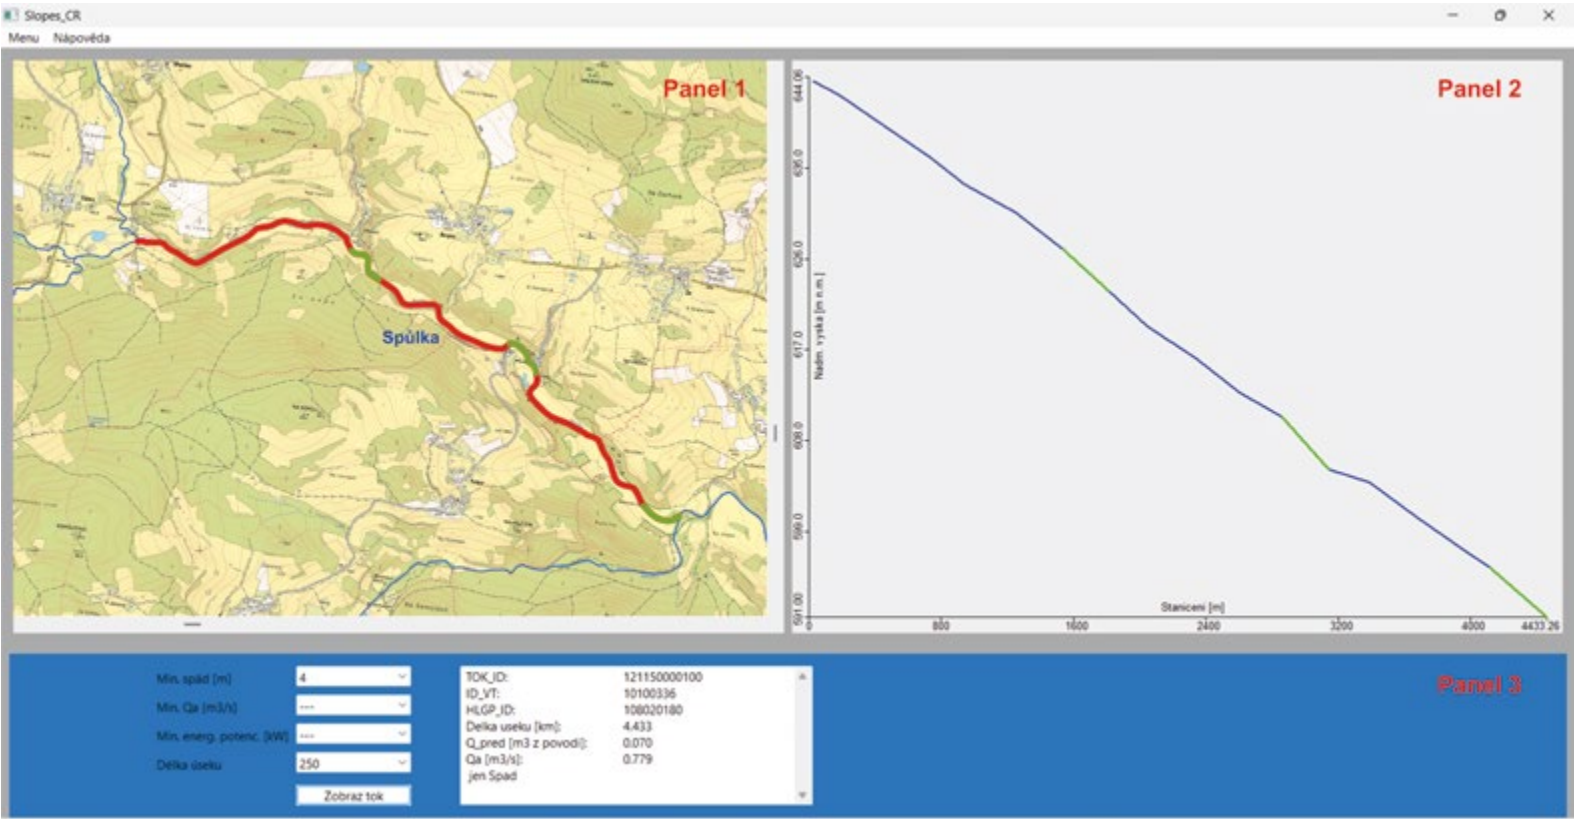 Slopes_CR
Menu Nápověda
Panel 1
Spůlka
Panel 2
644.06
635.0
626.0
617.0
608.0
599.0
591.00
Nadm. vyska [m n.m.]
Staniceni [m]
0 800 1600 2400 3200 4000 4433.26
Panel 3
Min. spád [m] 4
Min. Qa [m3/s] ---
Min. energ. potenc. [kW] ---
Délka úseku 250
Zobraz tok
TOK_ID: 121150000100
ID_VT: 10100336
HLGP_ID: 108020180
Delka useku [km]: 4.433
Q_pred [m3 z povodi]: 0.070
Qa [m3/s]: 0.779
jen Spad